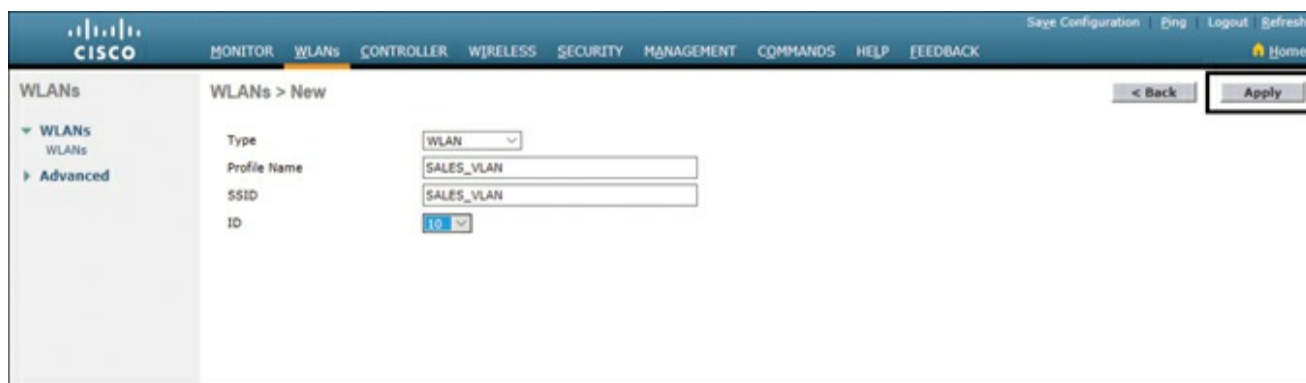 Save Configuration | Ping | Logout | Refresh
CISCO
MONITOR WLANs CONTROLLER WIRELESS SECURITY MANAGEMENT COMMANDS HELP FEEDBACK
Home
WLANs
WLANs > New
< Back
Apply
WLANs
WLANs
Advanced
Type WLAN
Profile Name SALES_VLAN
SSID SALES_VLAN
ID 10